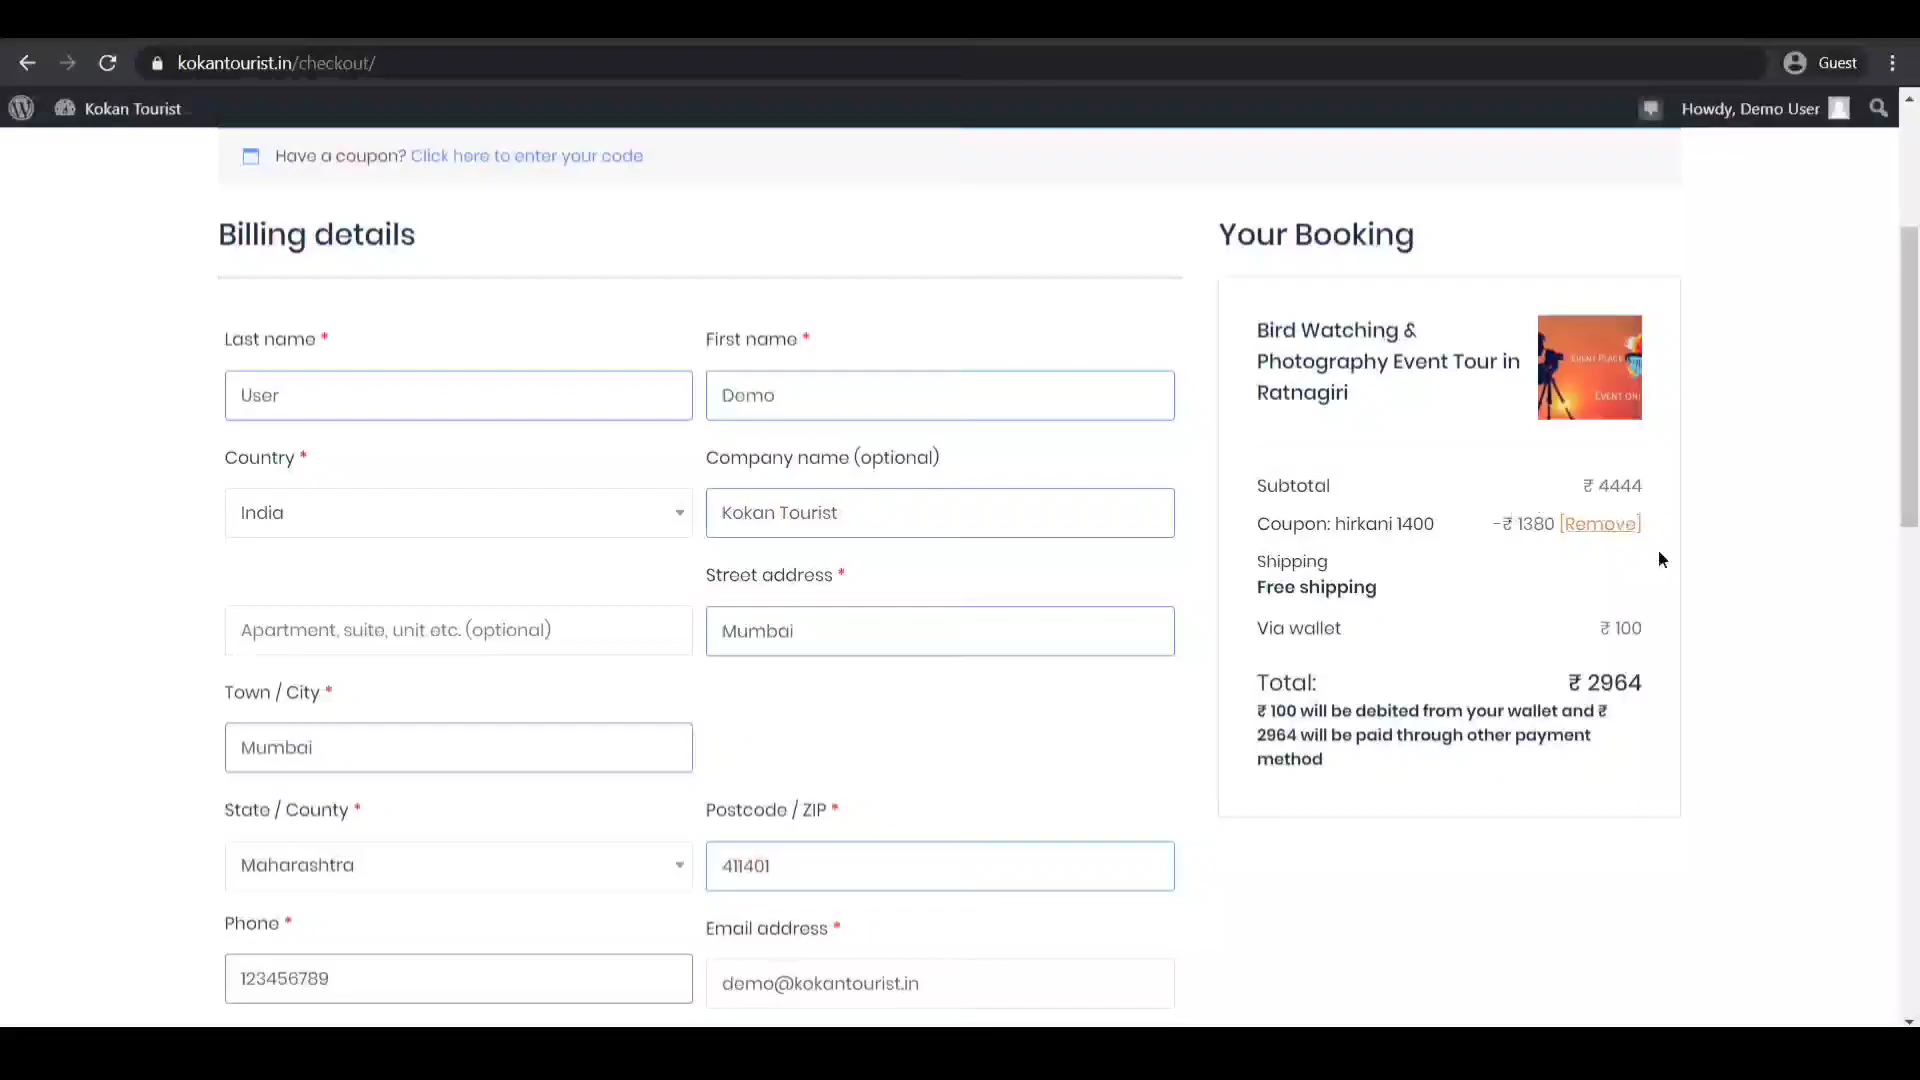 kokantourist.in/checkout/
Guest
Kokan Tourist
Howdy, Demo User
Have a coupon? Click here to enter your code
Billing details
Last name *
First name *
User
Demo
Country *
Company name (optional)
India
Kokan Tourist
Street address *
Apartment, suite, unit etc. (optional)
Mumbai
Town / City *
Mumbai
State / County *
Postcode / ZIP *
Maharashtra
411401
Phone *
Email address *
123456789
demo@kokantourist.in
Your Booking
Bird Watching &
Photography Event Tour in
Ratnagiri
EVENT PLACE
EVENT ON:
Subtotal
₹ 4444
Coupon: hirkani 1400
-₹ 1380 [Remove]
Shipping
Free shipping
Via wallet
₹ 100
Total:
₹ 2964
₹ 100 will be debited from your wallet and ₹
2964 will be paid through other payment
method